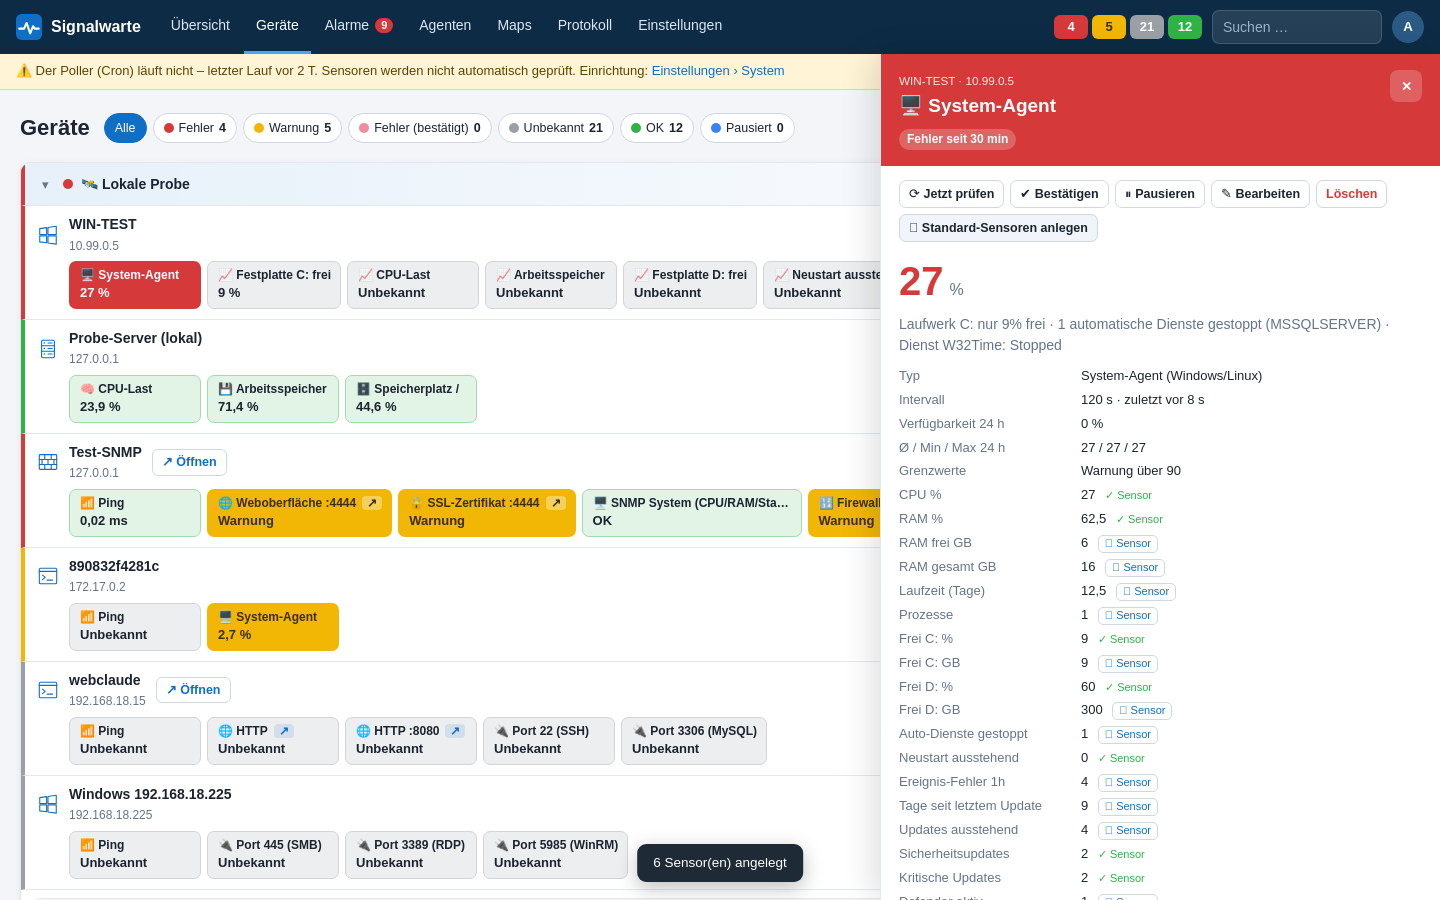 Signalwarte
Übersicht
Geräte
Alarme 9
Agenten
Maps
Protokoll
Einstellungen
4 5 21 12
Suchen …
A
⚠️ Der Poller (Cron) läuft nicht – letzter Lauf vor 2 T. Sensoren werden nicht automatisch geprüft. Einrichtung: Einstellungen › System
Geräte
Alle
Fehler 4
Warnung 5
Fehler (bestätigt) 0
Unbekannt 21
OK 12
Pausiert 0
▾ 🛰️ Lokale Probe
WIN-TEST
10.99.0.5
🖥️ System-Agent
27 %
📈 Festplatte C: frei
9 %
📈 CPU-Last
Unbekannt
📈 Arbeitsspeicher
Unbekannt
📈 Festplatte D: frei
Unbekannt
📈 Neustart ausste
Unbekannt
Probe-Server (lokal)
127.0.0.1
🧠 CPU-Last
23,9 %
💾 Arbeitsspeicher
71,4 %
🗄️ Speicherplatz /
44,6 %
Test-SNMP
127.0.0.1
↗ Öffnen
📶 Ping
0,02 ms
🌐 Weboberfläche :4444 ↗
Warnung
🔒 SSL-Zertifikat :4444 ↗
Warnung
🖥️ SNMP System (CPU/RAM/Sta…
OK
🔢 Firewall
Warnung
890832f4281c
172.17.0.2
📶 Ping
Unbekannt
🖥️ System-Agent
2,7 %
webclaude
192.168.18.15
↗ Öffnen
📶 Ping
Unbekannt
🌐 HTTP ↗
Unbekannt
🌐 HTTP :8080 ↗
Unbekannt
🔌 Port 22 (SSH)
Unbekannt
🔌 Port 3306 (MySQL)
Unbekannt
Windows 192.168.18.225
192.168.18.225
📶 Ping
Unbekannt
🔌 Port 445 (SMB)
Unbekannt
🔌 Port 3389 (RDP)
Unbekannt
🔌 Port 5985 (WinRM)
Unbekannt
6 Sensor(en) angelegt
WIN-TEST · 10.99.0.5
🖥️ System-Agent
Fehler seit 30 min
✕
⟳ Jetzt prüfen
✔ Bestätigen
⏸ Pausieren
✎ Bearbeiten
Löschen
Standard-Sensoren anlegen
27 %
Laufwerk C: nur 9% frei · 1 automatische Dienste gestoppt (MSSQLSERVER) ·
Dienst W32Time: Stopped
Typ System-Agent (Windows/Linux)
Intervall 120 s · zuletzt vor 8 s
Verfügbarkeit 24 h 0 %
Ø / Min / Max 24 h 27 / 27 / 27
Grenzwerte Warnung über 90
CPU % 27 ✓ Sensor
RAM % 62,5 ✓ Sensor
RAM frei GB 6 Sensor
RAM gesamt GB 16 Sensor
Laufzeit (Tage) 12,5 Sensor
Prozesse 1 Sensor
Frei C: % 9 ✓ Sensor
Frei C: GB 9 Sensor
Frei D: % 60 ✓ Sensor
Frei D: GB 300 Sensor
Auto-Dienste gestoppt 1 Sensor
Neustart ausstehend 0 ✓ Sensor
Ereignis-Fehler 1h 4 Sensor
Tage seit letztem Update 9 Sensor
Updates ausstehend 4 Sensor
Sicherheitsupdates 2 ✓ Sensor
Kritische Updates 2 ✓ Sensor
Defender aktiv 1 Sensor